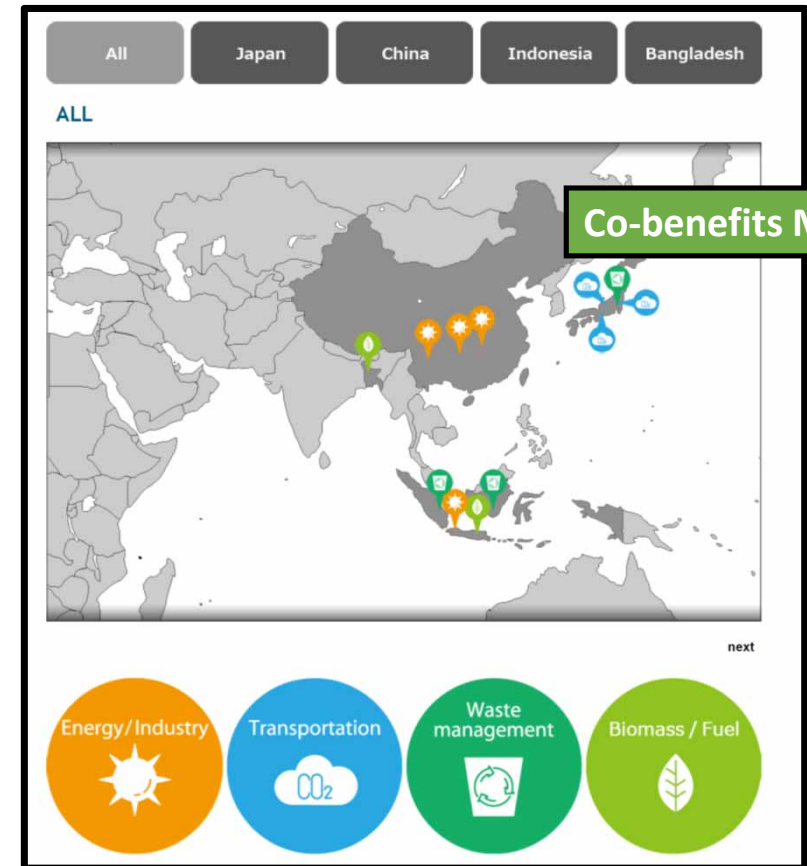 All Japan China Indonesia Bangladesh
ALL
Co-benefits
next
Energy/Industry
Transportation
CO2
Waste
management
Biomass / Fuel